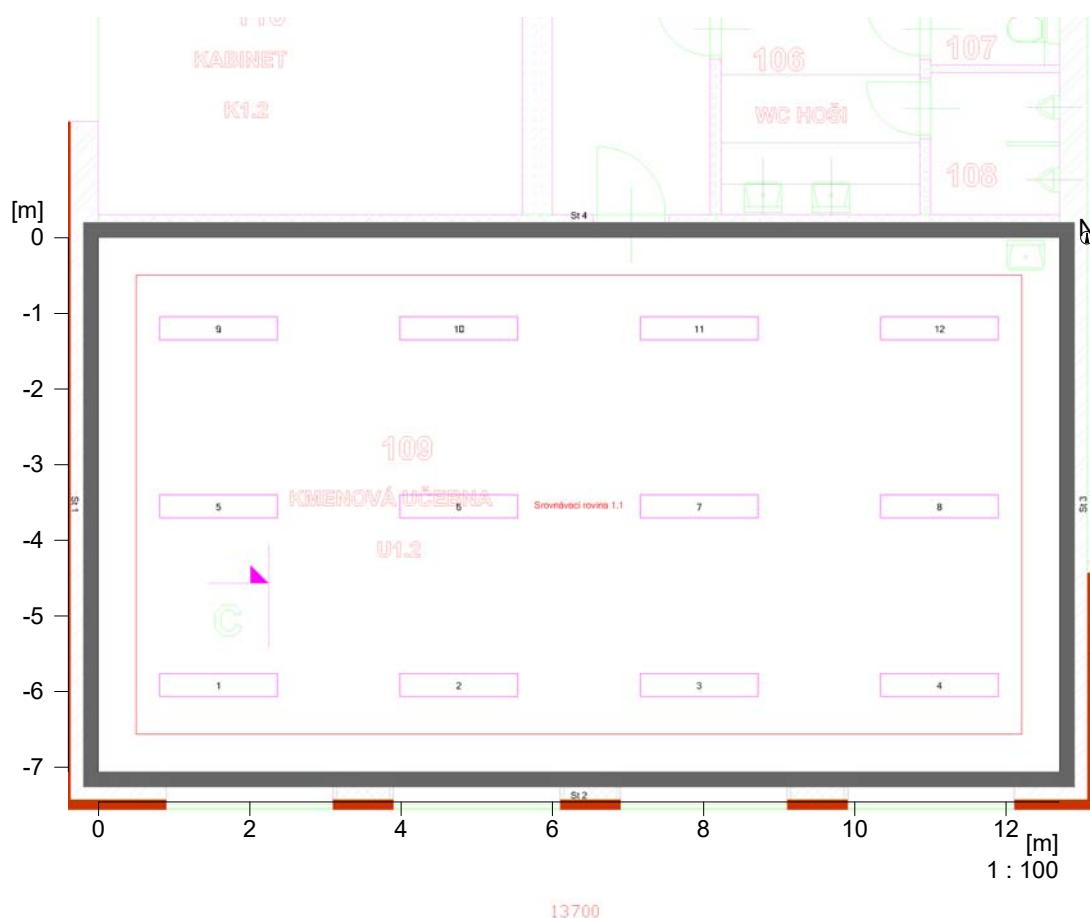 110
KABINET
K1.2
106
107
WC HOŠI
108
[m]
St 4
N
0
-1
9 10 11 12
-2
-3
109
KMENOVÁ UČEBNA
Srovnávací rovina 1.1
5 6 7 8
St 1
St 3
-4
U1.2
-5
Č
-6
1 2 3 4
-7
St 2
0 2 4 6 8 10 12
[m]
1 : 100
13700